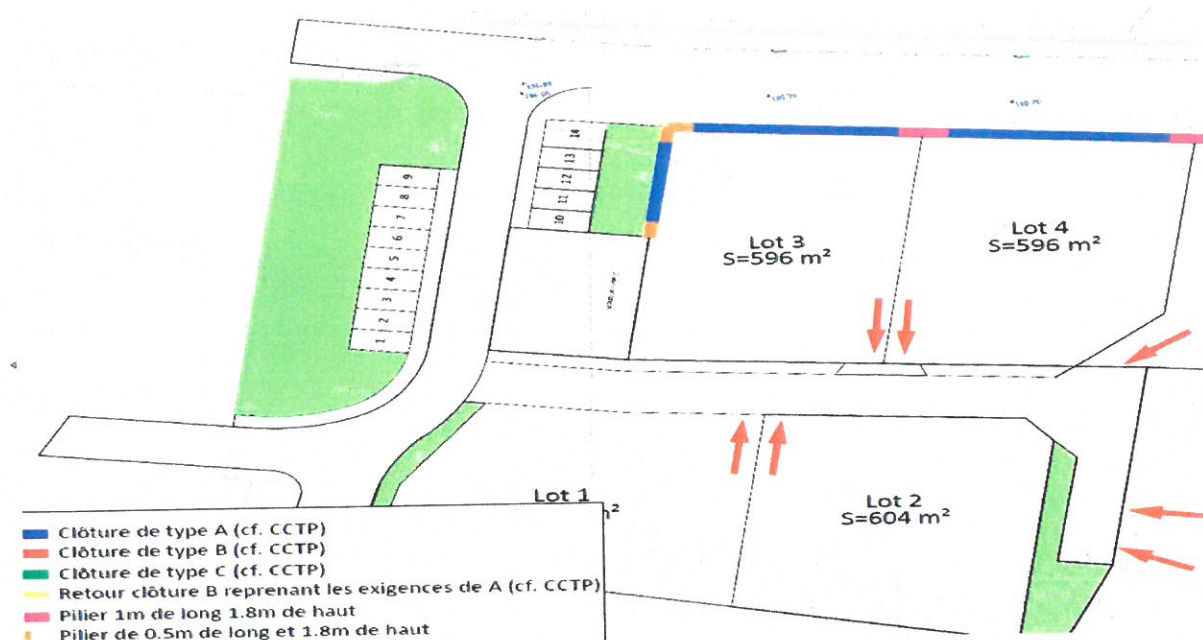 14
13
12
11
10
9
8
7
6
5
4
3
2
1
Lot 3
S=596 m²
Lot 4
S=596 m²
Lot 1
m²
Lot 2
S=604 m²
Clôture de type A (cf. CCTP)
Clôture de type B (cf. CCTP)
Clôture de type C (cf. CCTP)
Retour clôture B reprenant les exigences de A (cf. CCTP)
Pilier 1m de long 1.8m de haut
Pilier de 0.5m de long et 1.8m de haut